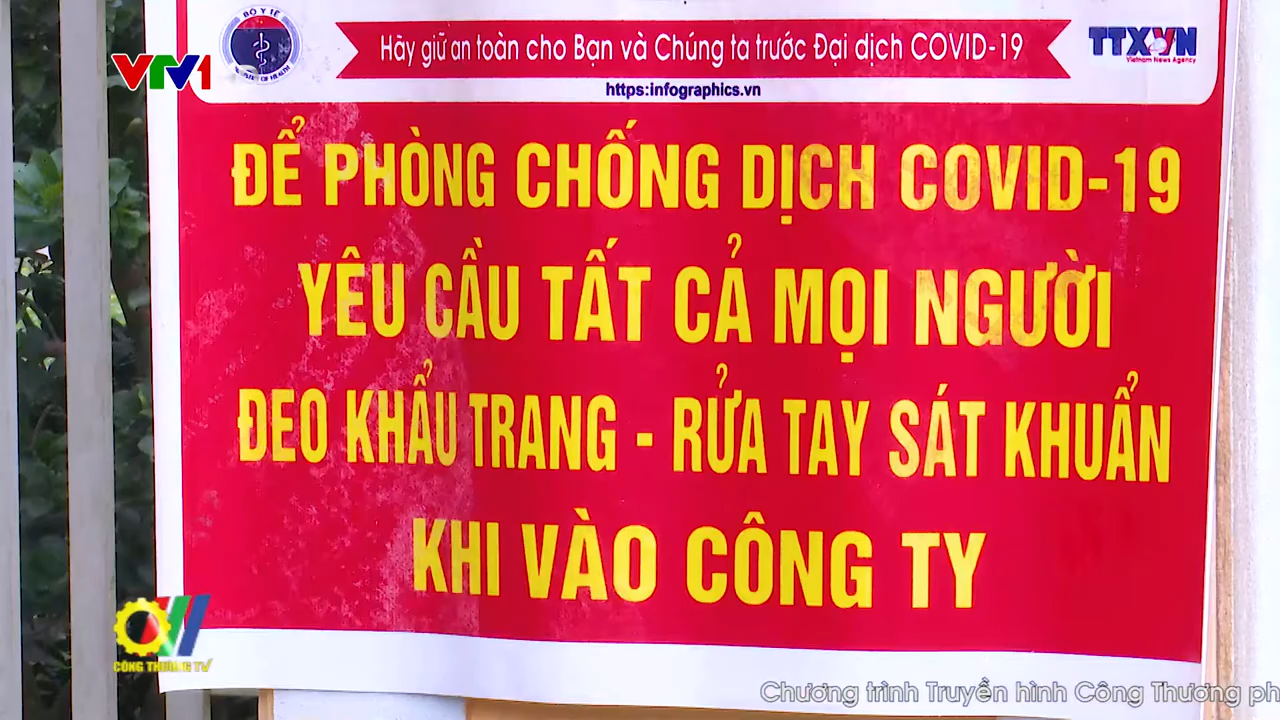 BỘ Y TẾ
Hãy giữ an toàn cho Bạn và Chúng ta trước Đại dịch COVID-19
TTXVN
Vietnam News Agency
VTV1
https:infographics.vn
ĐỂ PHÒNG CHỐNG DỊCH COVID-19
YÊU CẦU TẤT CẢ MỌI NGƯỜI
ĐEO KHẨU TRANG - RỬA TAY SÁT KHUẨN
KHI VÀO CÔNG TY
CÔNG THƯƠNG TV
Chương trình Truyền hình Công Thương ph